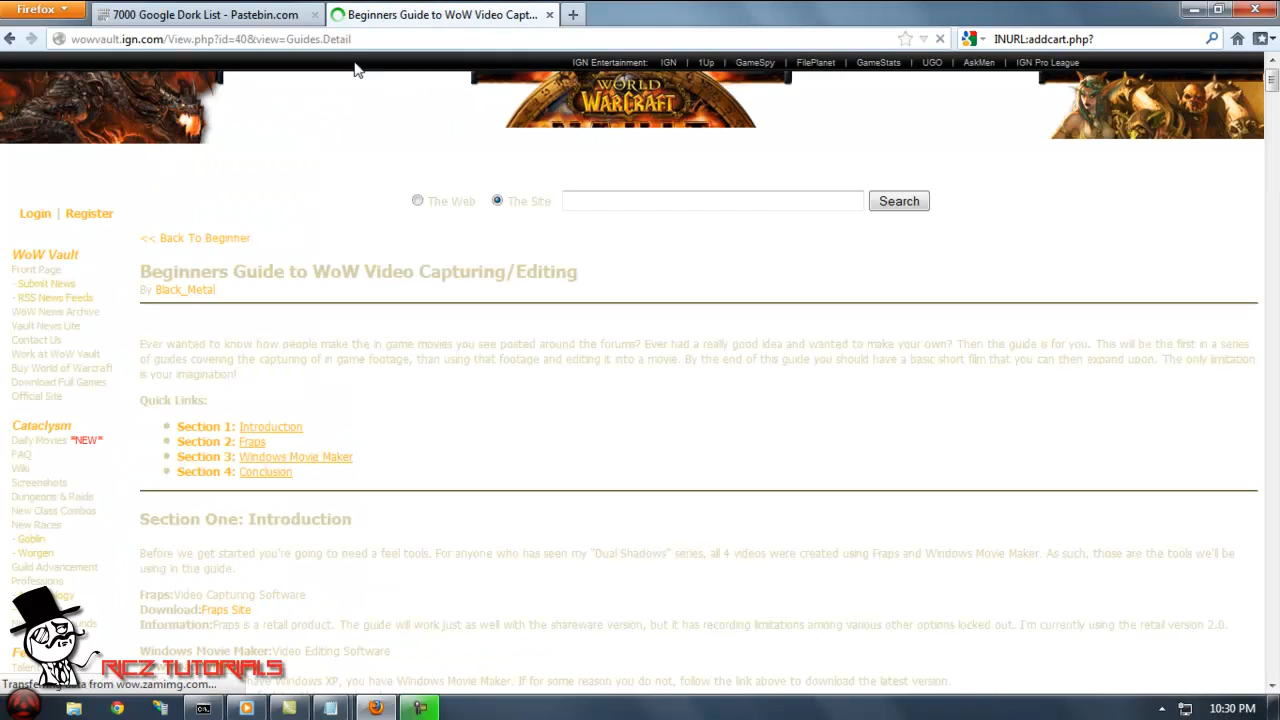 Firefox
7000 Google Dork List - Pastebin.com
Beginners Guide to WoW Video Capt...
wowvault.ign.com/View.php?id=40&view=Guides.Detail
INURL:addcart.php?
IGN Entertainment: IGN | 1Up | GameSpy | FilePlanet | GameStats | UGO | AskMen | IGN Pro League
WORLD
WARCRAFT
The Web
The Site
Search
Login | Register
<< Back To Beginner
Beginners Guide to WoW Video Capturing/Editing
By Black_Metal
WoW Vault
Front Page
- Submit News
- RSS News Feeds
WoW News Archive
Vault News Lite
Contact Us
Work at WoW Vault
Buy World of Warcraft
Download Full Games
Official Site
Cataclysm
Daily Movies *NEW*
FAQ
Wiki
Screenshots
Dungeons & Raids
New Class Combos
New Races
- Goblin
- Worgen
Guild Advancement
Professions
Ever wanted to know how people make the in game movies you see posted around the forums? Ever had a really good idea and wanted to make your own? Then the guide is for you. This will be the first in a series
of guides covering the capturing of in game footage, than using that footage and editing it into a movie. By the end of this guide you should have a basic short film that you can then expand upon. The only limitation
is your imagination!
Quick Links:
Section 1: Introduction
Section 2: Fraps
Section 3: Windows Movie Maker
Section 4: Conclusion
Section One: Introduction
Before we get started you're going to need a feel tools. For anyone who has seen my "Dual Shadows" series, all 4 videos were created using Fraps and Windows Movie Maker. As such, those are the tools we'll be
using in the guide.
Fraps:Video Capturing Software
Download:Fraps Site
Information:Fraps is a retail product. The guide will work just as well with the shareware version, but it has recording limitations among various other options locked out. I'm currently using the retail version 2.0.
Windows Movie Maker:Video Editing Software
have Windows XP, you have Windows Movie Maker. If for some reason you do not, follow the link above to download the latest version.
RICZ TUTORIALS
Transferring data from wow.zamimg.com...
10:30 PM